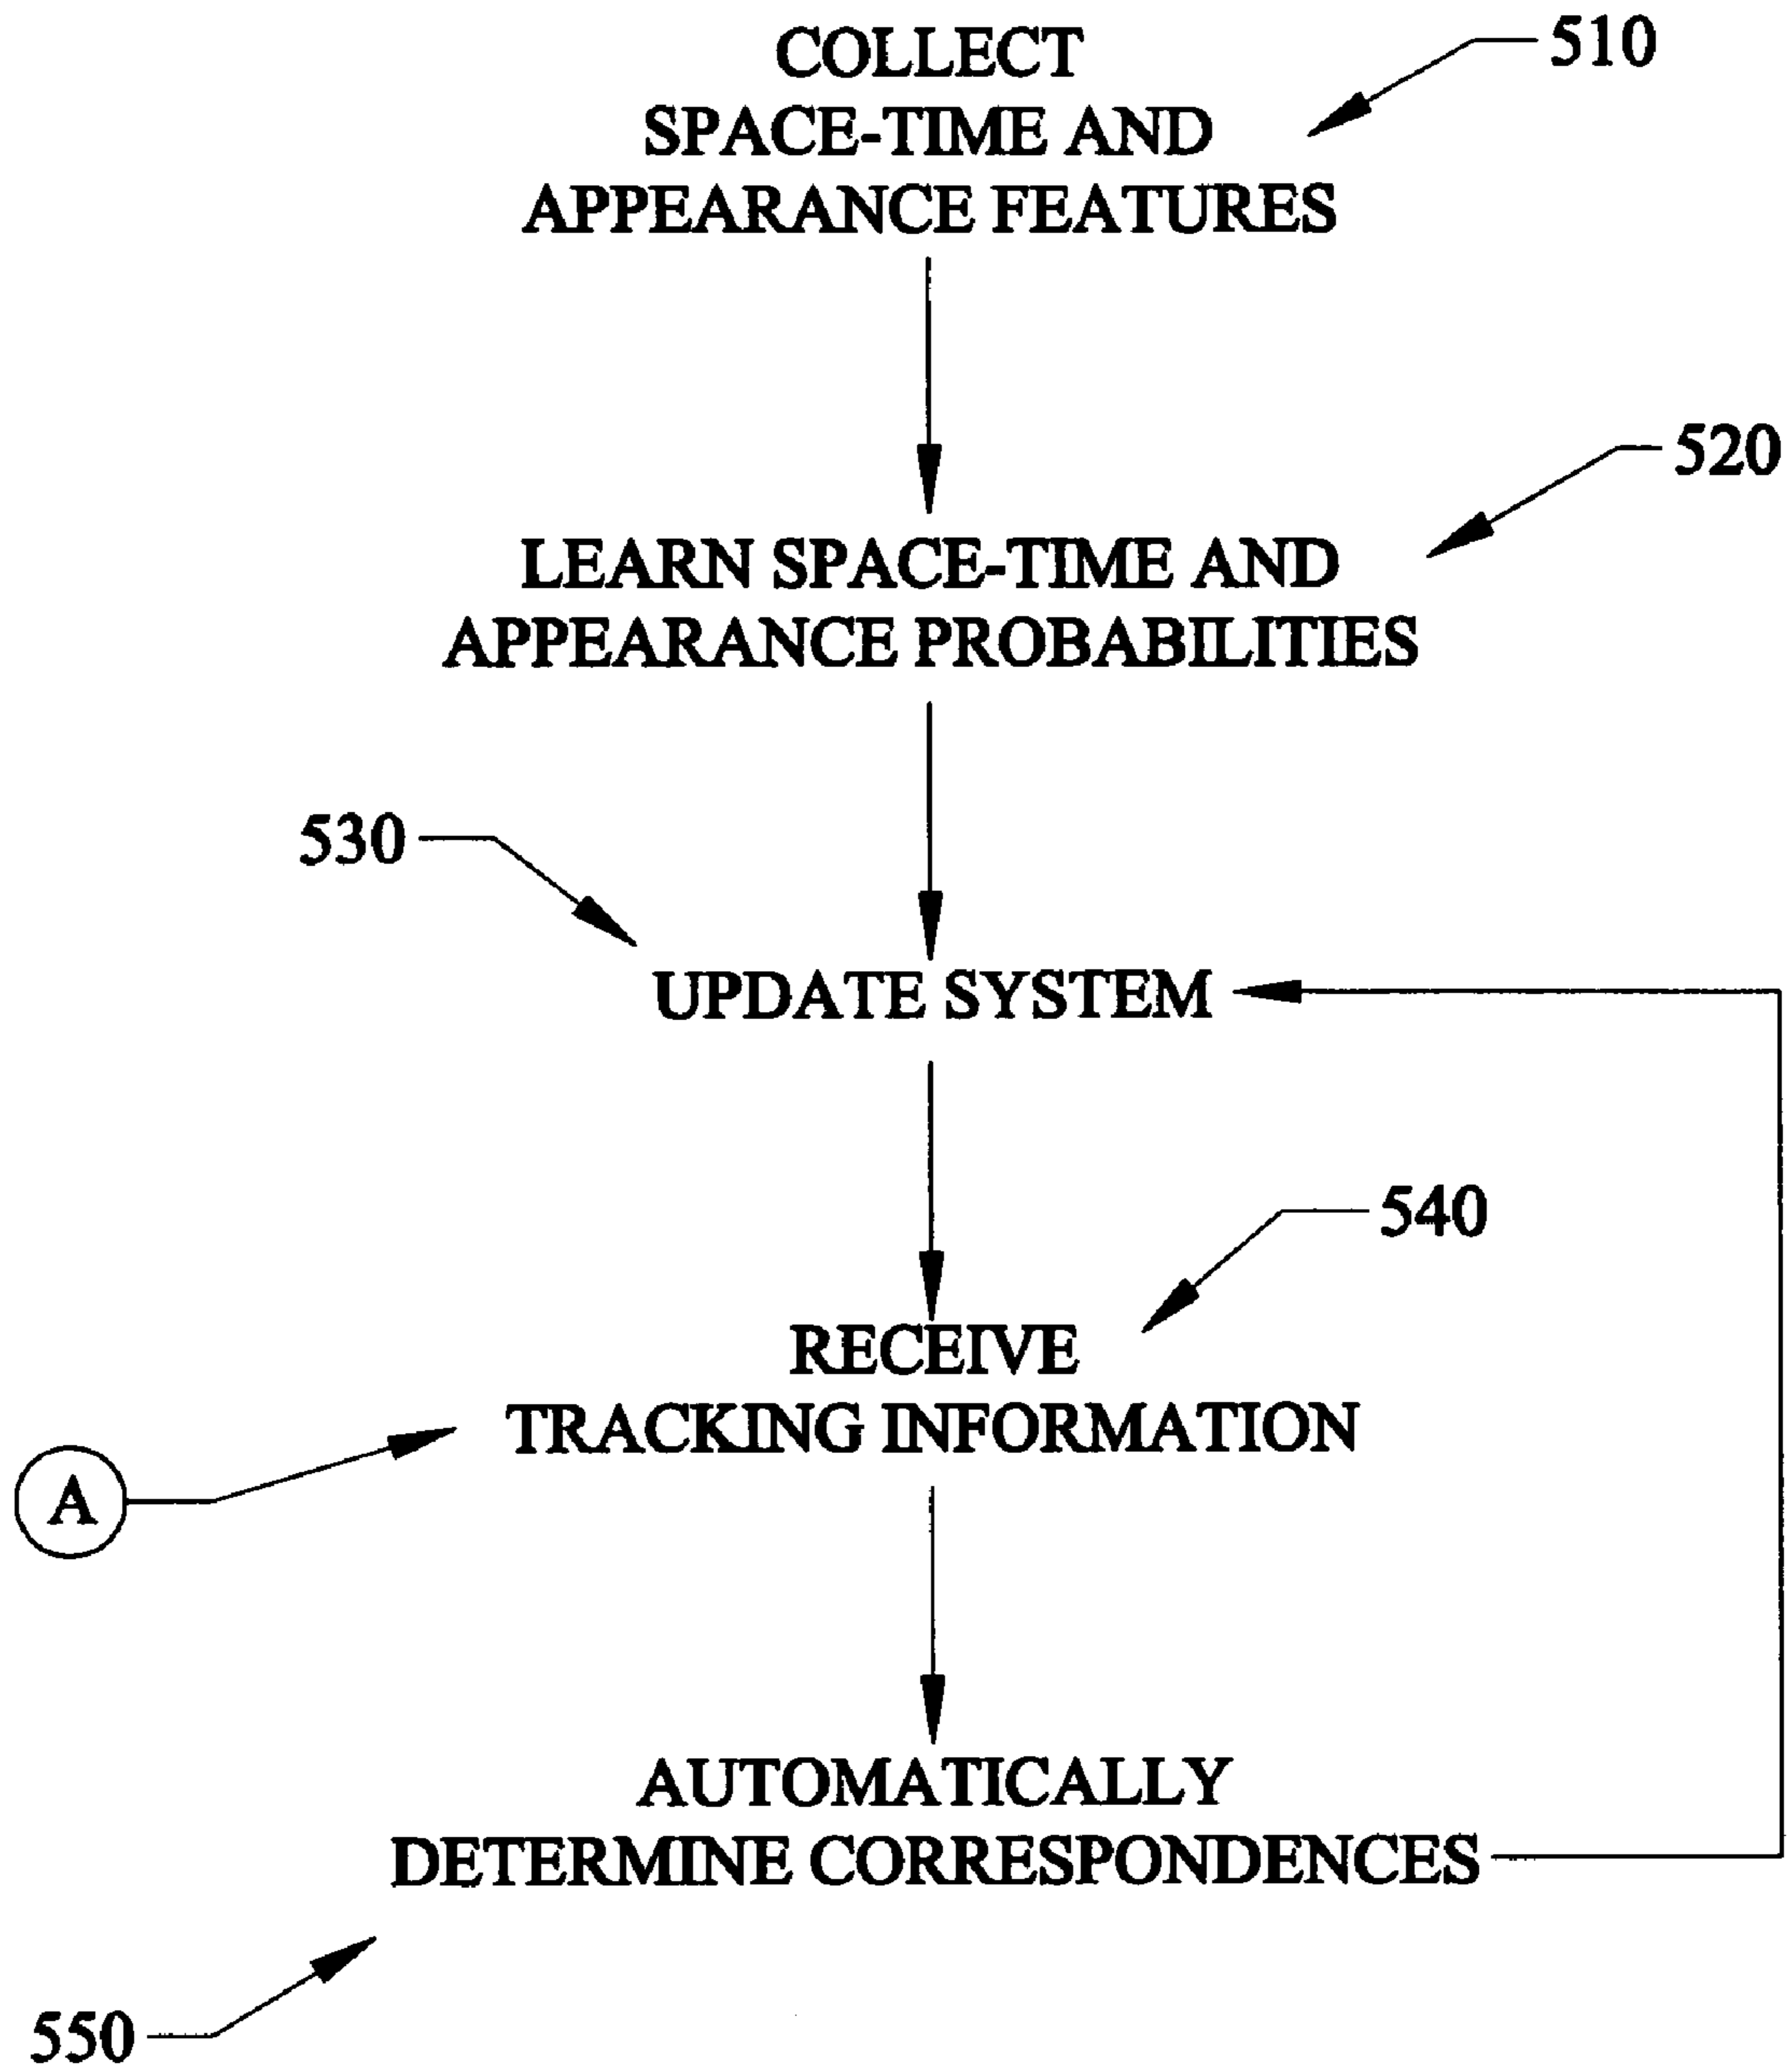 COLLECT
SPACE-TIME AND
APPEARANCE FEATURES
510
LEARN SPACE-TIME AND
APPEARANCE PROBABILITIES
520
530
UPDATE SYSTEM
540
RECEIVE
TRACKING INFORMATION
A
AUTOMATICALLY
DETERMINE CORRESPONDENCES
550